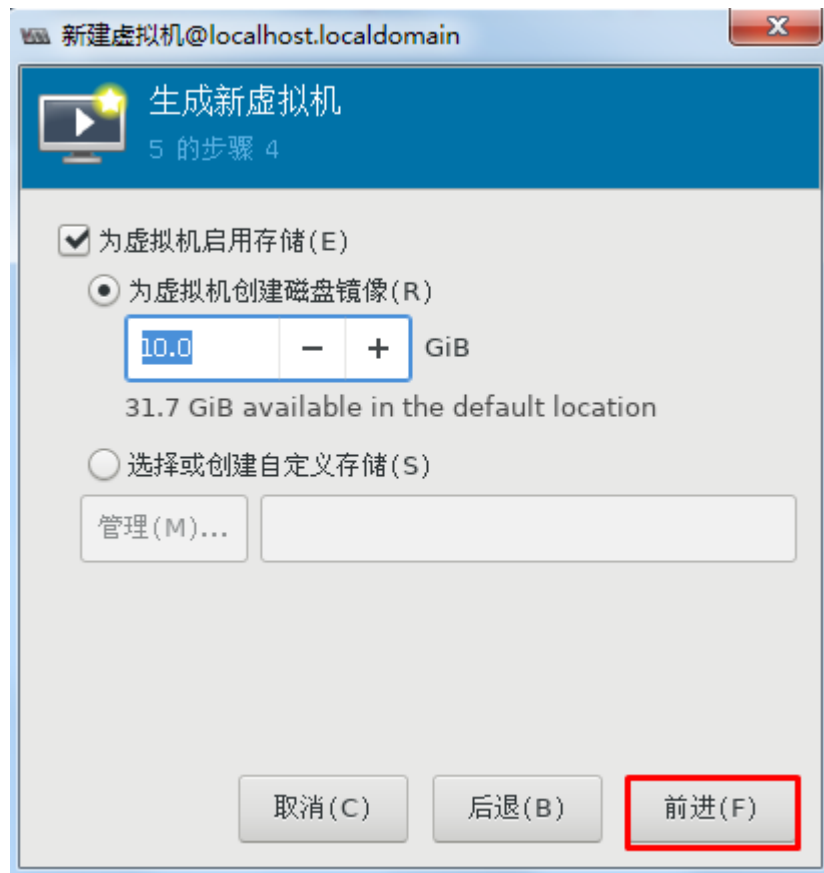 新建虚拟机@localhost.localdomain
生成新虚拟机
5 的步骤 4
为虚拟机启用存储(E)
为虚拟机创建磁盘镜像(R)
10.0 − + GiB
31.7 GiB available in the default location
选择或创建自定义存储(S)
管理(M)...
取消(C) 后退(B) 前进(F)